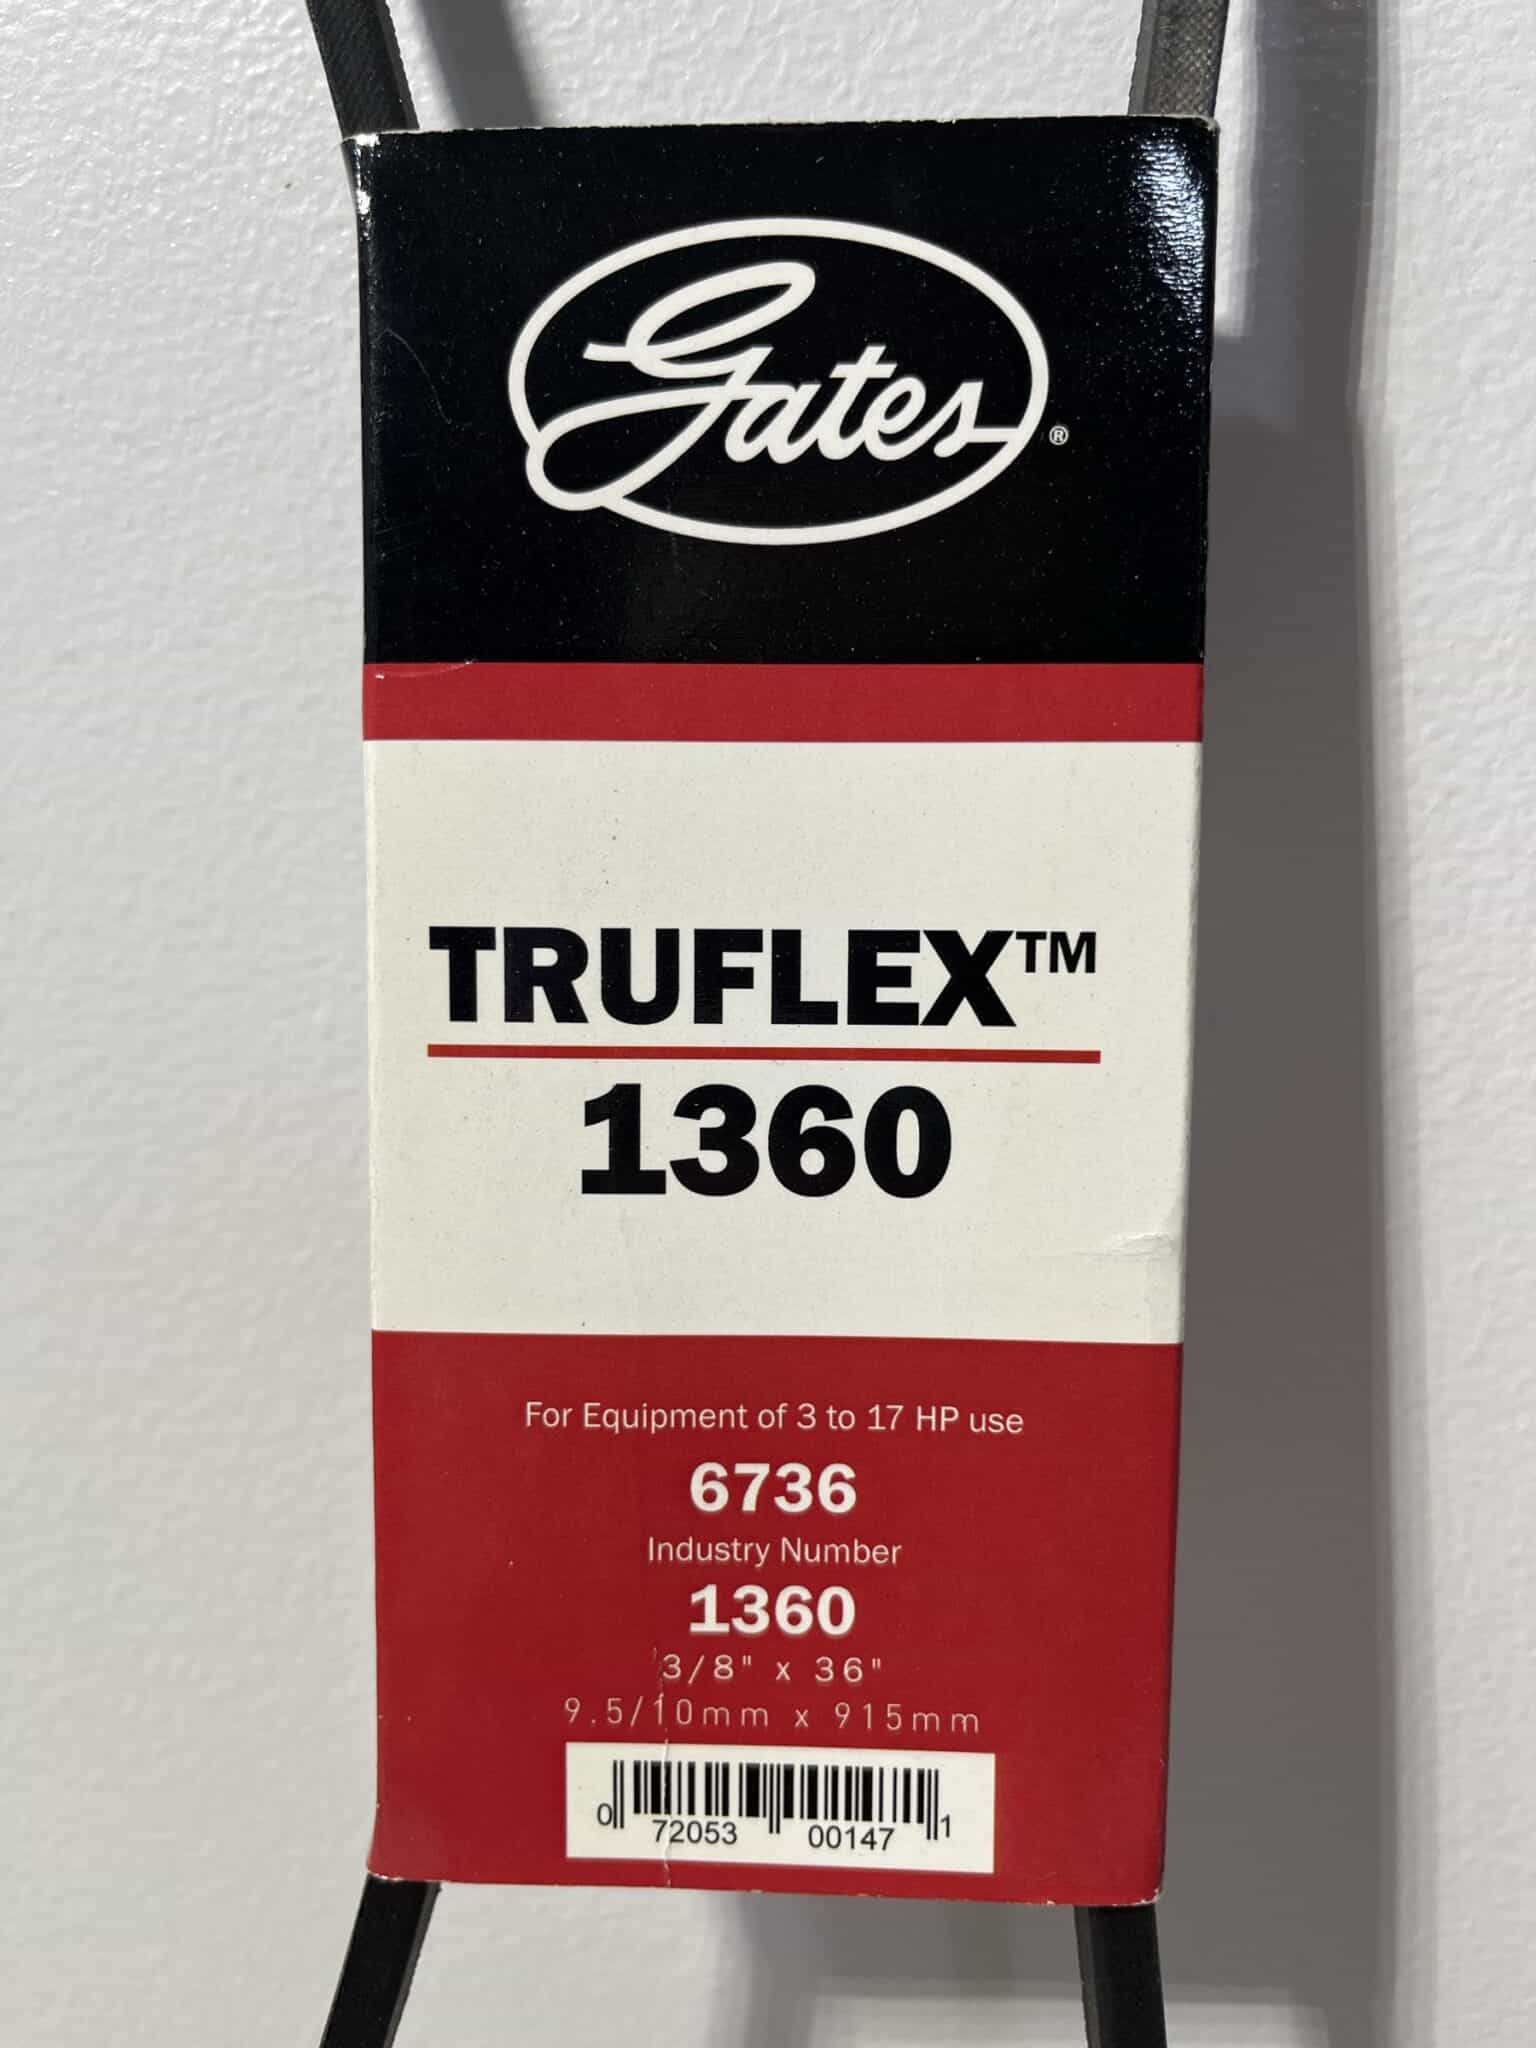 Gates®
TRUFLEX™
1360
For Equipment of 3 to 17 HP use
6736
Industry Number
1360
3/8" x 36"
9.5/10mm x 915mm
0 72053 00147 1